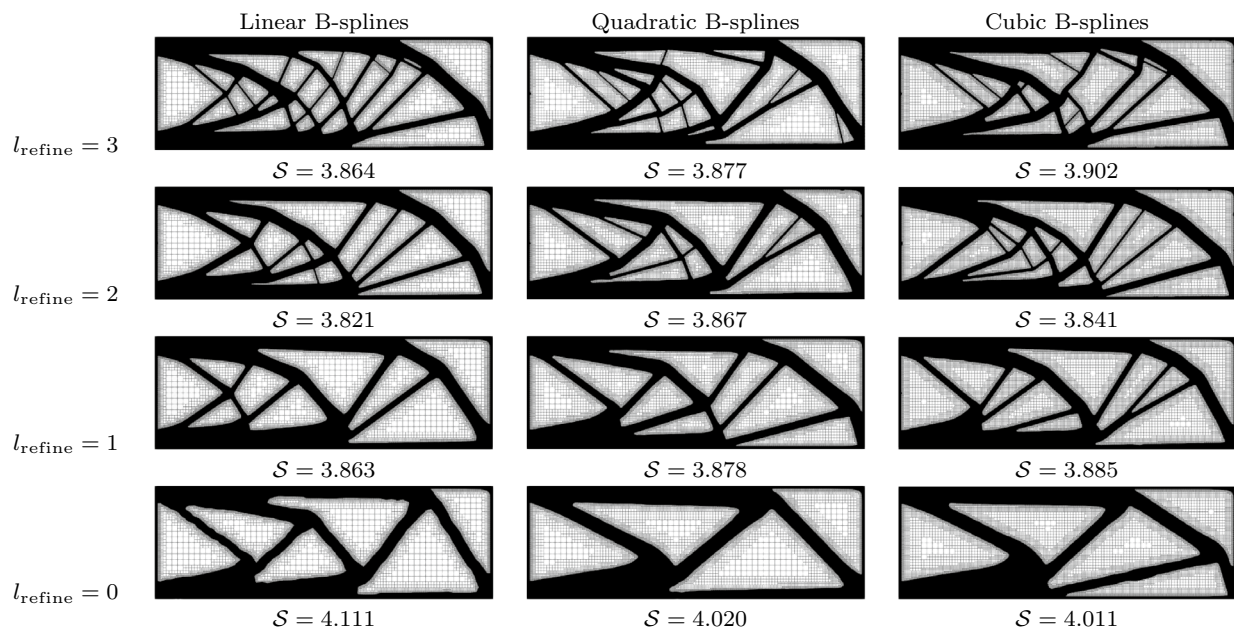 Linear B-splines Quadratic B-splines Cubic B-splines
l_refine = 3
S = 3.864 S = 3.877 S = 3.902
l_refine = 2
S = 3.821 S = 3.867 S = 3.841
l_refine = 1
S = 3.863 S = 3.878 S = 3.885
l_refine = 0
S = 4.111 S = 4.020 S = 4.011